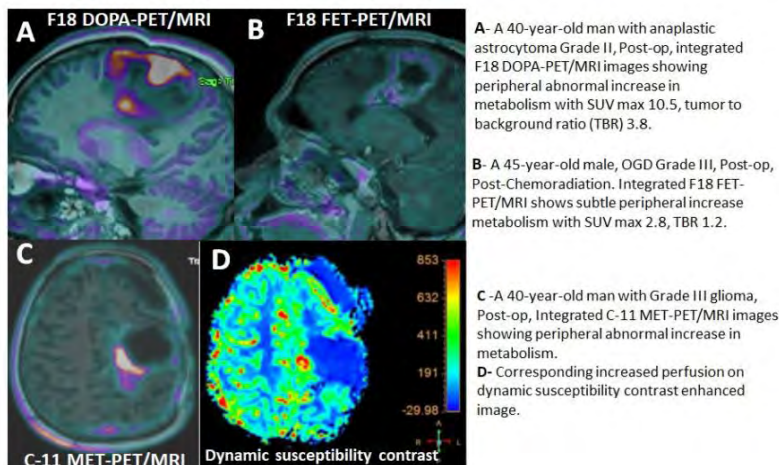 F18 DOPA-PET/MRI
A
F18 FET-PET/MRI
B
C
C-11 MET-PET/MRI
D
853
632
411
191
-29.98
A
R
L
Dynamic susceptibility contrast
A- A 40-year-old man with anaplastic
astrocytoma Grade II, Post-op, integrated
F18 DOPA-PET/MRI images showing
peripheral abnormal increase in
metabolism with SUV max 10.5, tumor to
background ratio (TBR) 3.8.
B- A 45-year-old male, OGD Grade III, Post-op,
Post-Chemoradiation. Integrated F18 FET-
PET/MRI shows subtle peripheral increase
metabolism with SUV max 2.8, TBR 1.2.
C -A 40-year-old man with Grade III glioma,
Post-op, Integrated C-11 MET-PET/MRI images
showing peripheral abnormal increase in
metabolism.
D- Corresponding increased perfusion on
dynamic susceptibility contrast enhanced
image.